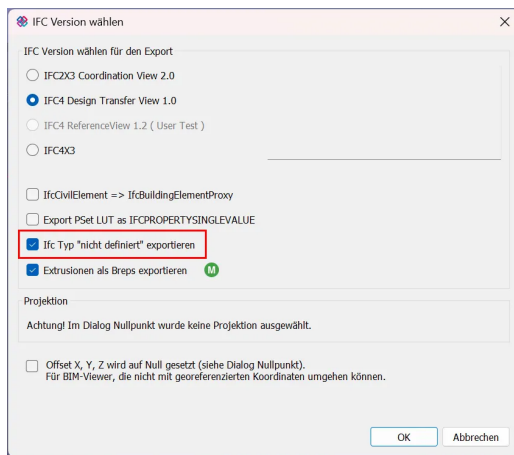 IFC Version wählen
IFC Version wählen für den Export
IFC2X3 Coordination View 2.0
IFC4 Design Transfer View 1.0
IFC4 ReferenceView 1.2 ( User Test )
IFC4X3
IfcCivilElement => IfcBuildingElementProxy
Export PSet LUT as IFCPROPERTYSINGLEVALUE
Ifc Typ "nicht definiert" exportieren
Extrusionen als Breps exportieren M
Projektion
Achtung! Im Dialog Nullpunkt wurde keine Projektion ausgewählt.
Offset X, Y, Z wird auf Null gesetzt (siehe Dialog Nullpunkt).
Für BIM-Viewer, die nicht mit georeferenzierten Koordinaten umgehen können.
OK Abbrechen